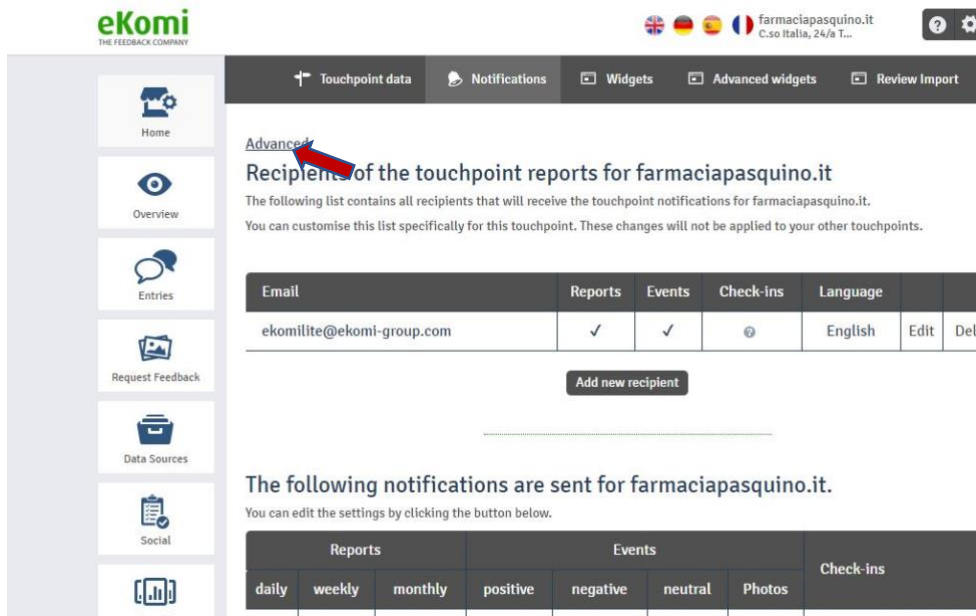 eKomi
THE FEEDBACK COMPANY
farmaciapasquino.it
C.so Italia, 24/a T...
Touchpoint data Notifications Widgets Advanced widgets Review Import
Home
Overview
Entries
Request Feedback
Data Sources
Social
Advanced
Recipients of the touchpoint reports for farmaciapasquino.it
The following list contains all recipients that will receive the touchpoint notifications for farmaciapasquino.it.
You can customise this list specifically for this touchpoint. These changes will not be applied to your other touchpoints.
Email Reports Events Check-ins Language
ekomilite@ekomi-group.com ✓ ✓ English Edit Del
Add new recipient
The following notifications are sent for farmaciapasquino.it.
You can edit the settings by clicking the button below.
Reports Events Check-ins
daily weekly monthly positive negative neutral Photos